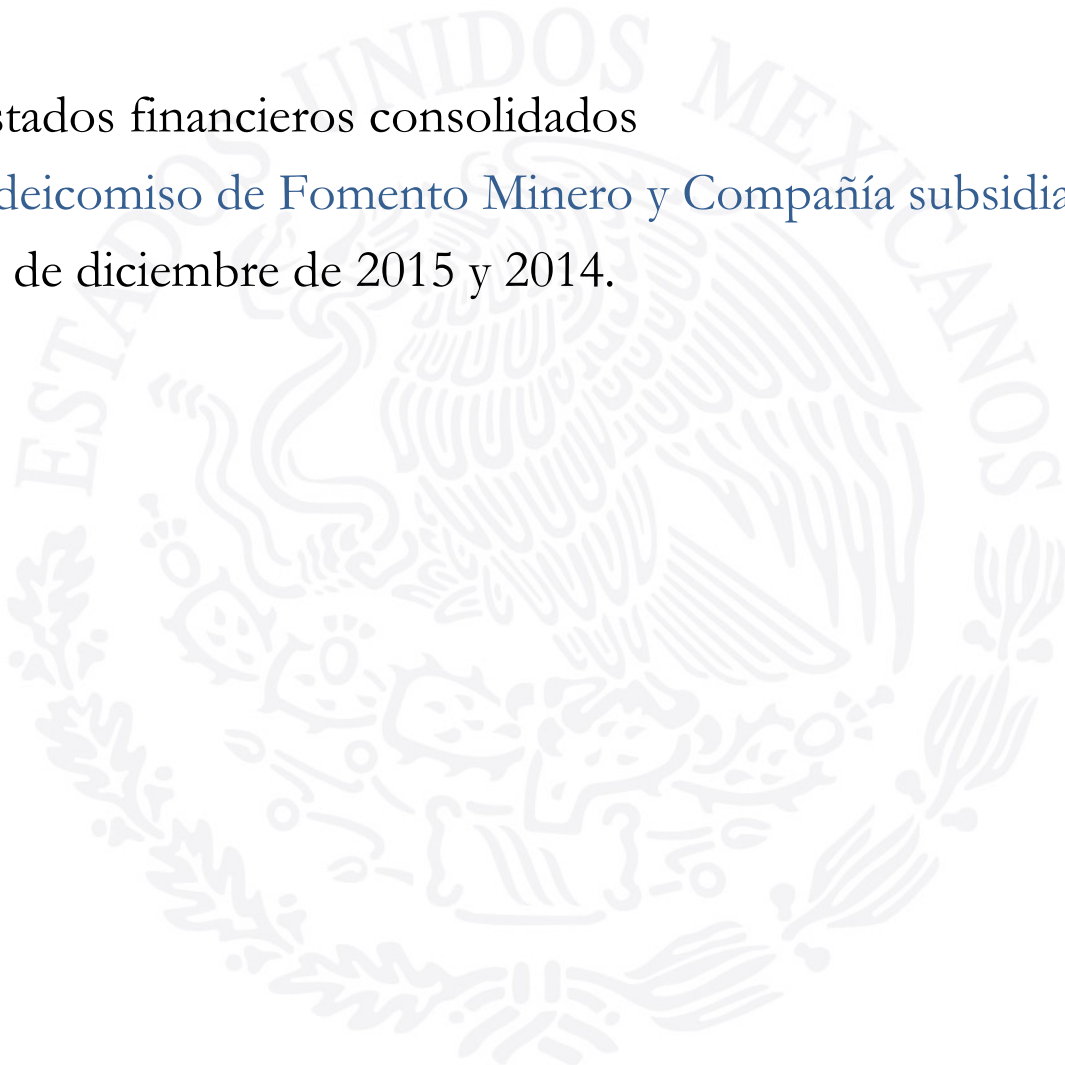 stados financieros consolidados
deicomiso de Fomento Minero y Compañía subsidia
de diciembre de 2015 y 2014.
ESTADOS UNIDOS MEXICANOS